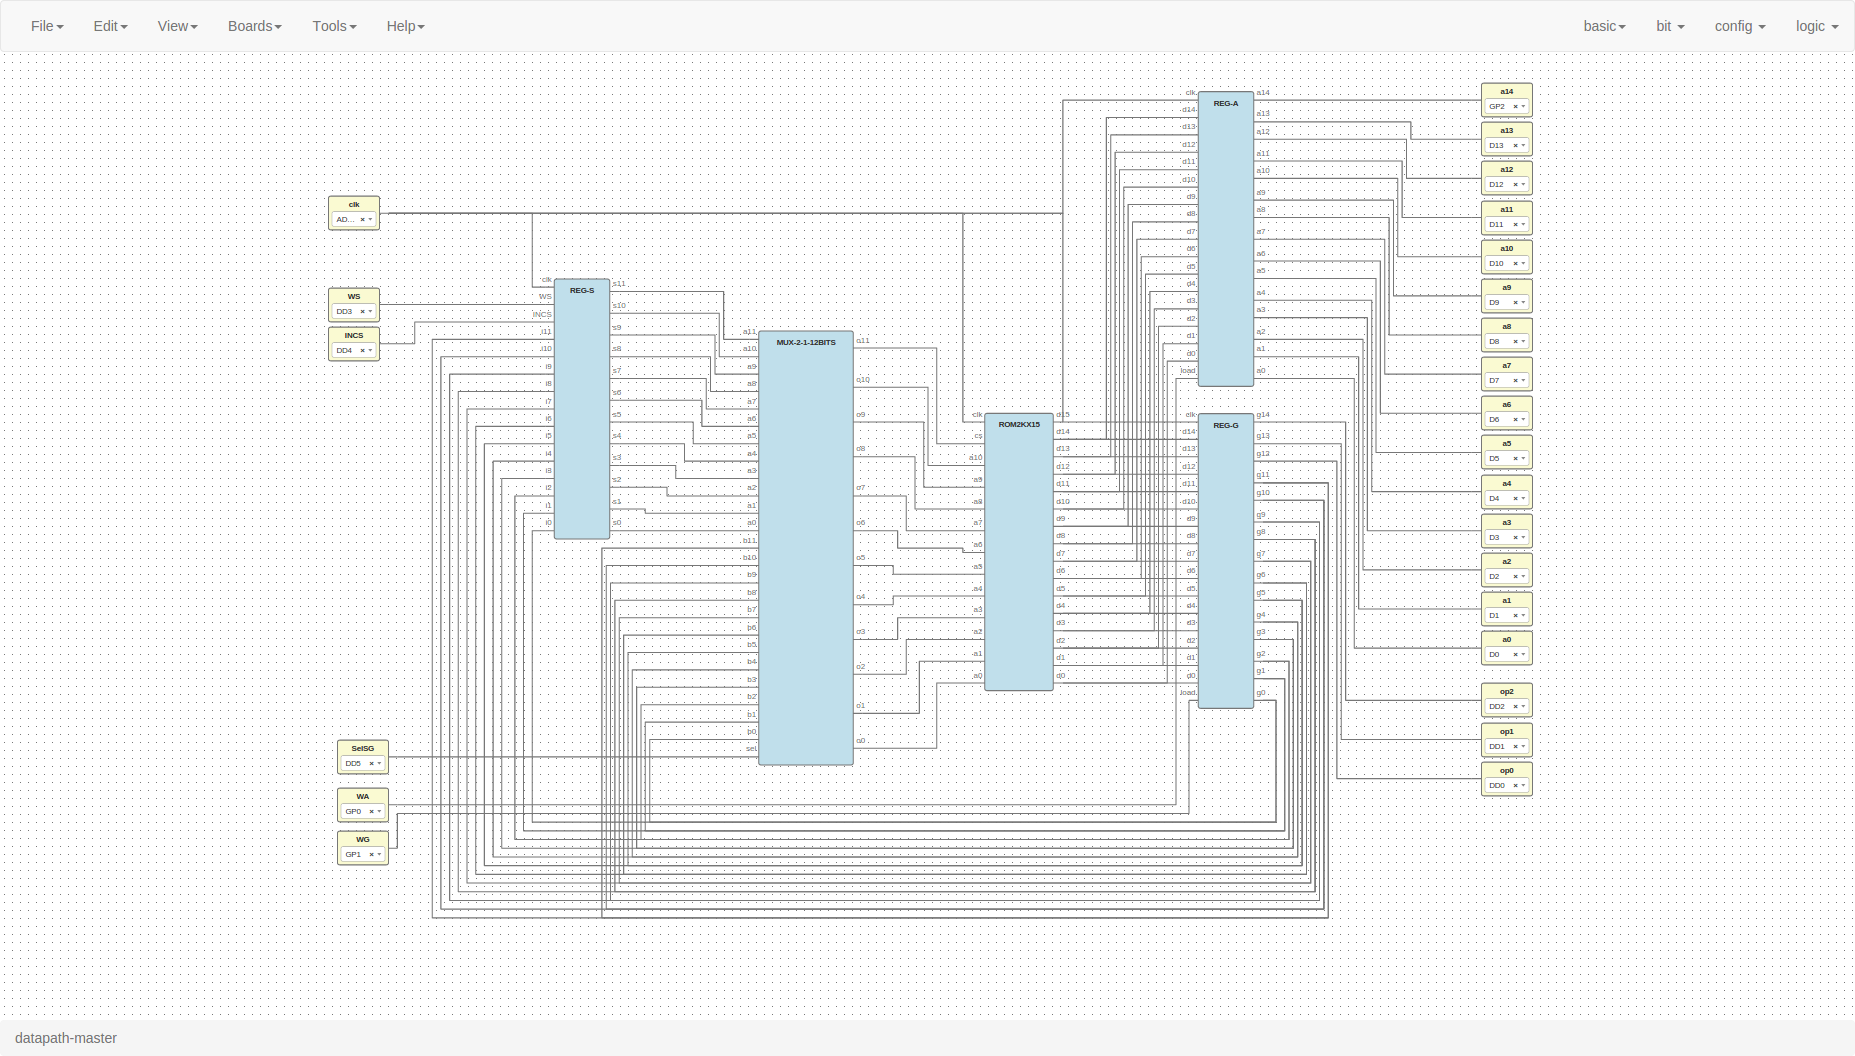 File Edit View Boards Tools Help basic bit config logic
clk
AD...
WS
DD3
INCS
DD4
SelSG
DD5
WA
GP0
WG
GP1
REG-S
clk
WS
INCS
i11
i10
i9
i8
i7
i6
i5
i4
i3
i2
i1
i0
s11
s10
s9
s8
s7
s6
s5
s4
s3
s2
s1
s0
MUX-2-1-12BITS
a11
a10
a9
a8
a7
a6
a5
a4
a3
a2
a1
a0
b11
b10
b9
b8
b7
b6
b5
b4
b3
b2
b1
b0
sel
o11
o10
o9
o8
o7
o6
o5
o4
o3
o2
o1
o0
ROM2KX15
clk
cs
a10
a9
a8
a7
a6
a5
a4
a3
a2
a1
a0
d15
d14
d13
d12
d11
d10
d9
d8
d7
d6
d5
d4
d3
d2
d1
d0
REG-A
clk
d14
d13
d12
d11
d10
d9
d8
d7
d6
d5
d4
d3
d2
d1
d0
load
a14
a13
a12
a11
a10
a9
a8
a7
a6
a5
a4
a3
a2
a1
a0
REG-G
clk
d14
d13
d12
d11
d10
d9
d8
d7
d6
d5
d4
d3
d2
d1
d0
load
g14
g13
g12
g11
g10
g9
g8
g7
g6
g5
g4
g3
g2
g1
g0
a14
GP2
a13
D13
a12
D12
a11
D11
a10
D10
a9
D9
a8
D8
a7
D7
a6
D6
a5
D5
a4
D4
a3
D3
a2
D2
a1
D1
a0
D0
op2
DD2
op1
DD1
op0
DD0
datapath-master